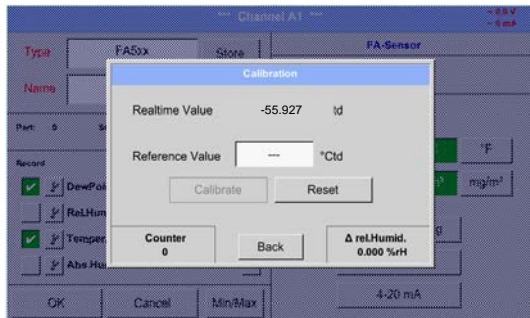 *** Channel A1 ***
Type FA5xx Store FA-Sensor
Name
Calibration
Realtime Value -55.927 td
Reference Value --- °Ctd
Calibrate Reset
Counter
0
Back
Δ rel.Humid.
0.000 %rH
Record
DewPoi
Rel.Hum
Temper.
Abs.Hu
°F
mg/m³
4-20 mA
OK Cancel Min/Max